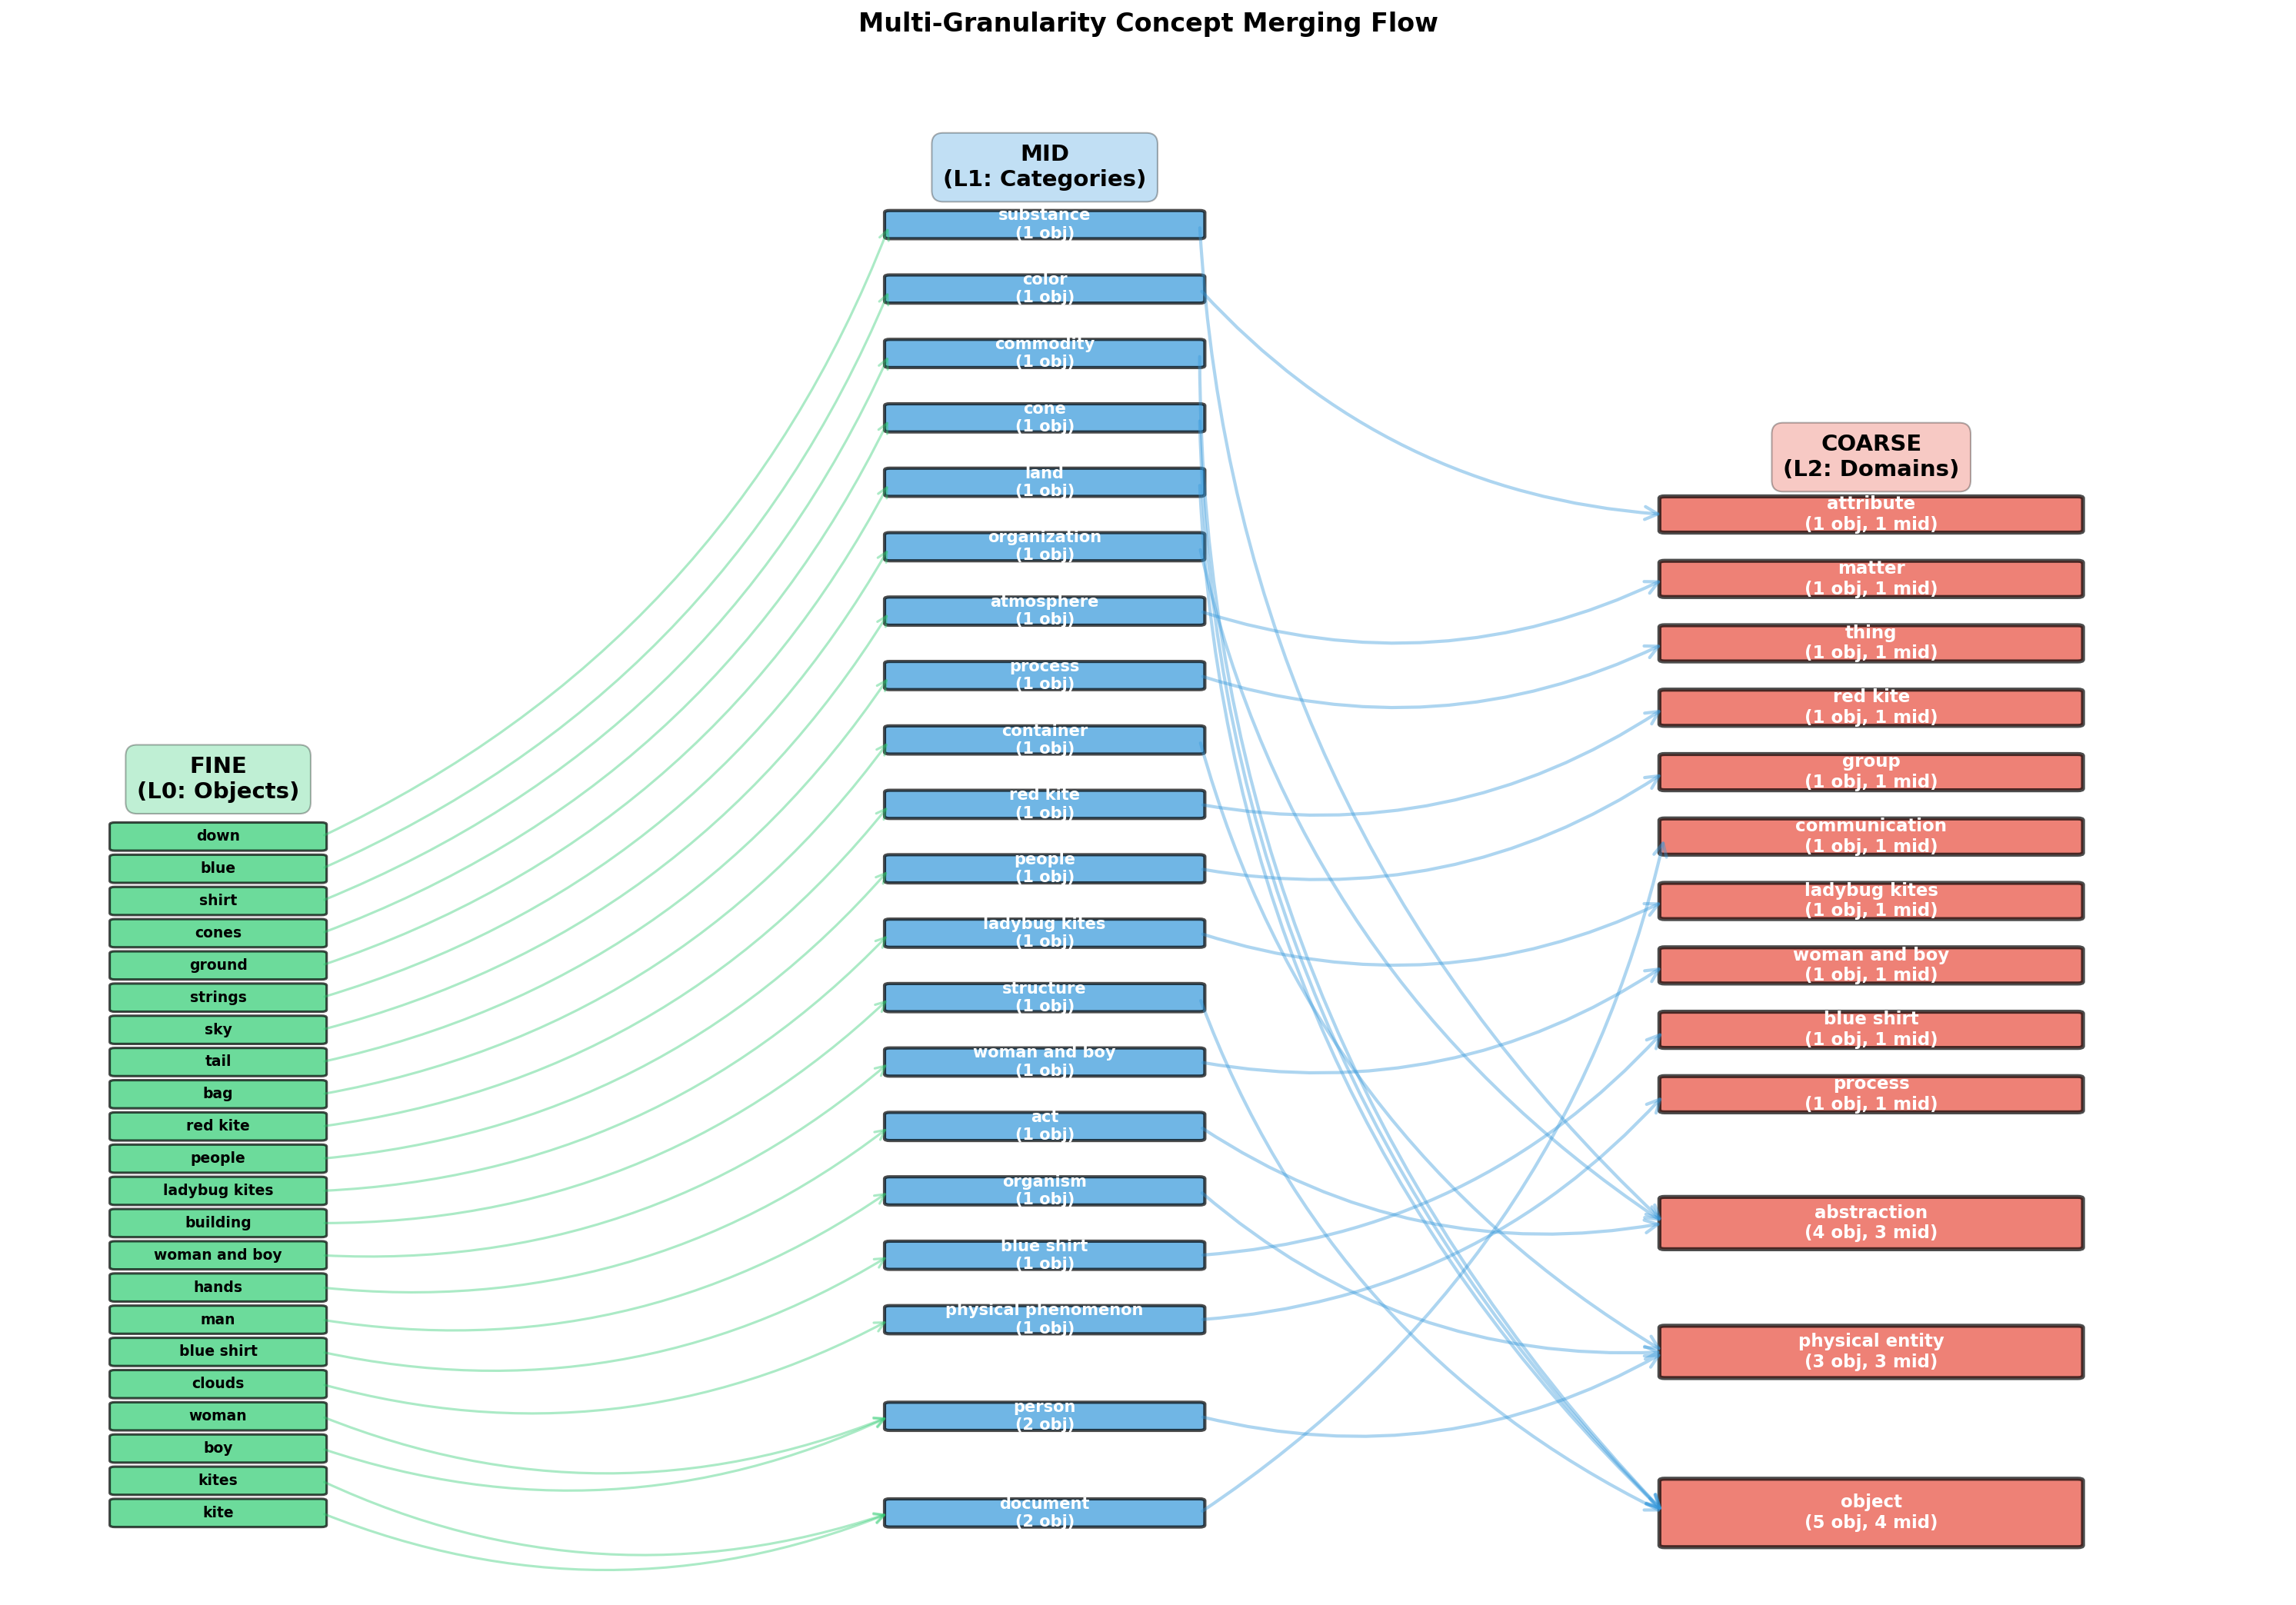 Multi-Granularity Concept Merging Flow
FINE
(L0: Objects)
down
blue
shirt
cones
ground
strings
sky
tail
bag
red kite
people
ladybug kites
building
woman and boy
hands
man
blue shirt
clouds
woman
boy
kites
kite
MID
(L1: Categories)
substance
(1 obj)
color
(1 obj)
commodity
(1 obj)
cone
(1 obj)
land
(1 obj)
organization
(1 obj)
atmosphere
(1 obj)
process
(1 obj)
container
(1 obj)
red kite
(1 obj)
people
(1 obj)
ladybug kites
(1 obj)
structure
(1 obj)
woman and boy
(1 obj)
act
(1 obj)
organism
(1 obj)
blue shirt
(1 obj)
physical phenomenon
(1 obj)
person
(2 obj)
document
(2 obj)
COARSE
(L2: Domains)
attribute
(1 obj, 1 mid)
matter
(1 obj, 1 mid)
thing
(1 obj, 1 mid)
red kite
(1 obj, 1 mid)
group
(1 obj, 1 mid)
communication
(1 obj, 1 mid)
ladybug kites
(1 obj, 1 mid)
woman and boy
(1 obj, 1 mid)
blue shirt
(1 obj, 1 mid)
process
(1 obj, 1 mid)
abstraction
(4 obj, 3 mid)
physical entity
(3 obj, 3 mid)
object
(5 obj, 4 mid)